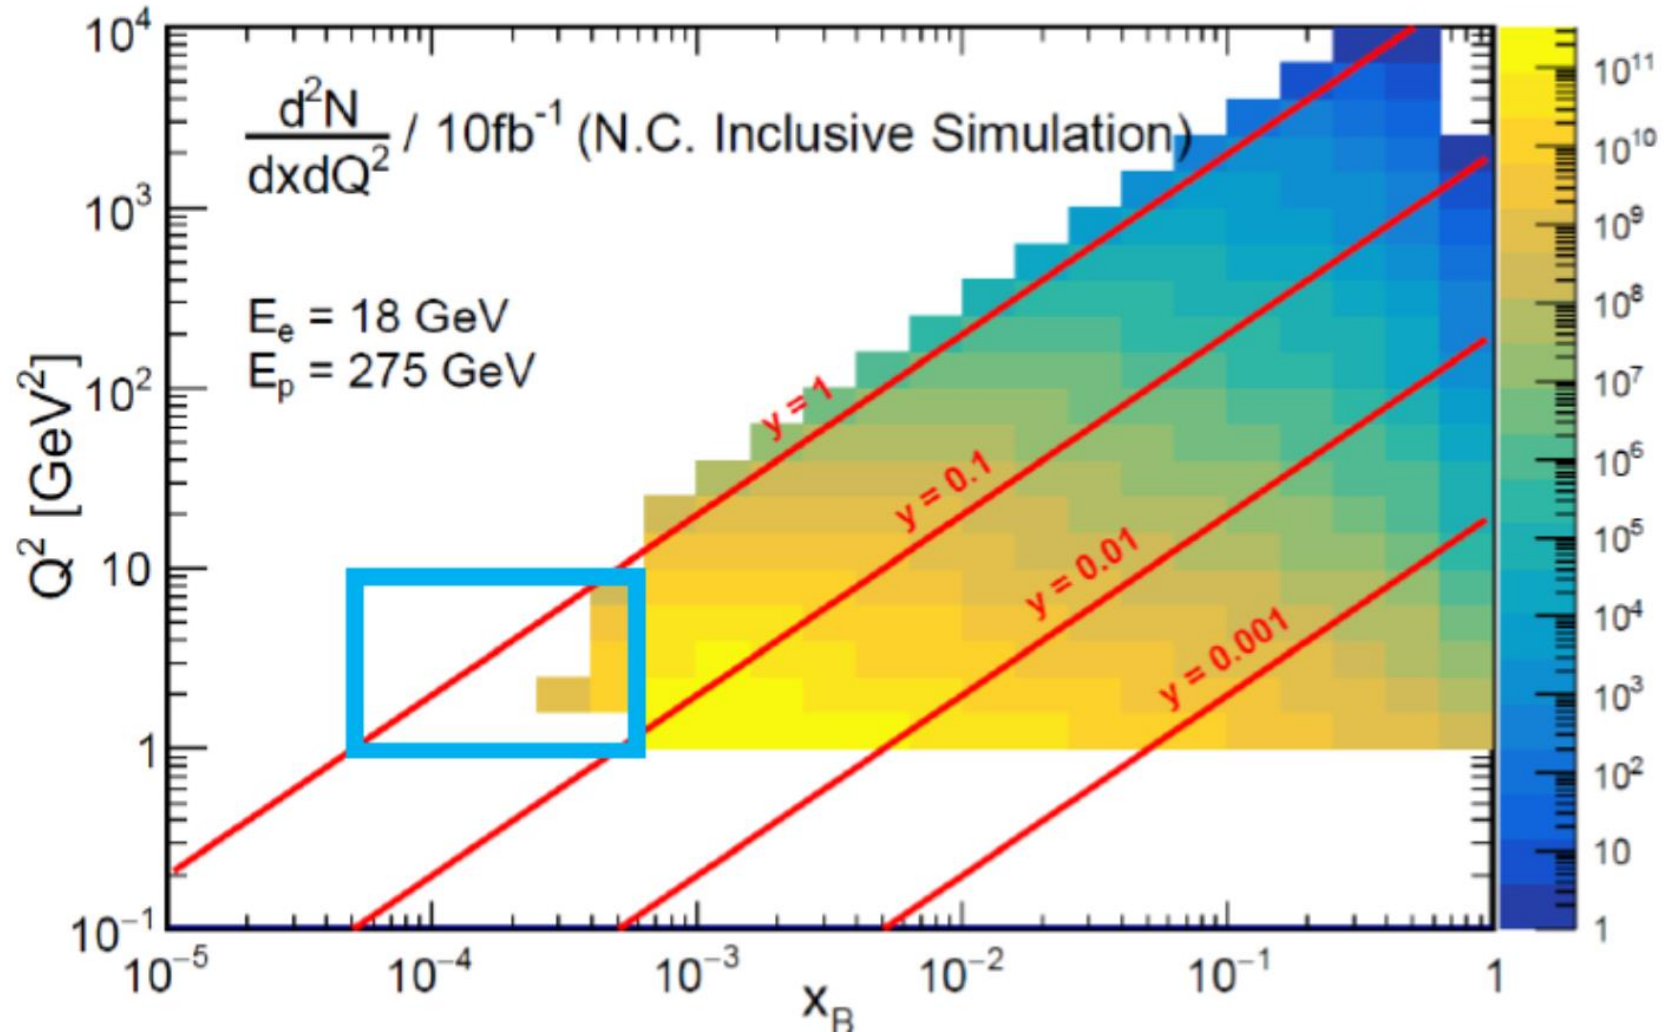 d²N
dxdQ² / 10fb⁻¹ (N.C. Inclusive Simulation)
Eₑ = 18 GeV
Eₚ = 275 GeV
y = 1
y = 0.1
y = 0.01
y = 0.001
Q² [GeV²]
10⁴
10³
10²
10
1
10⁻¹
10⁻⁵
10⁻⁴
10⁻³
10⁻²
10⁻¹
1
x_B
10¹¹
10¹⁰
10⁹
10⁸
10⁷
10⁶
10⁵
10⁴
10³
10²
10
1